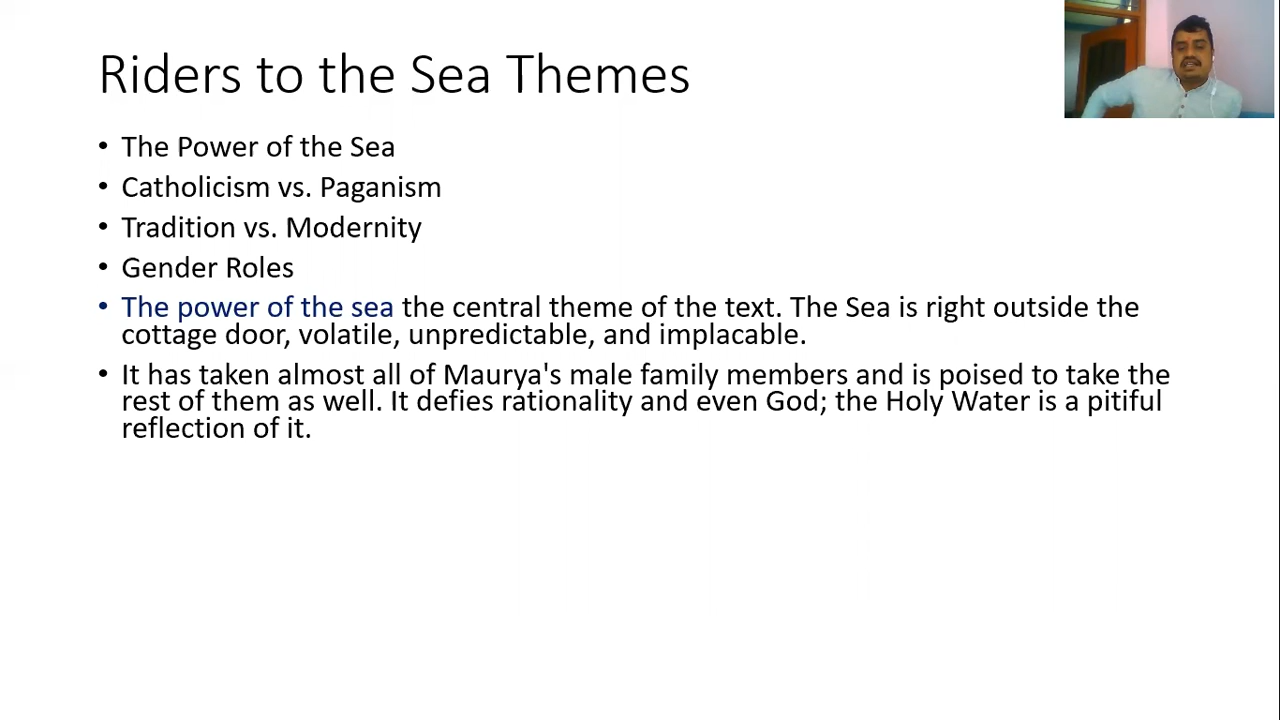 Riders to the Sea Themes
• The Power of the Sea
• Catholicism vs. Paganism
• Tradition vs. Modernity
• Gender Roles
• The power of the sea the central theme of the text. The Sea is right outside the
cottage door, volatile, unpredictable, and implacable.
• It has taken almost all of Maurya's male family members and is poised to take the
rest of them as well. It defies rationality and even God; the Holy Water is a pitiful
reflection of it.